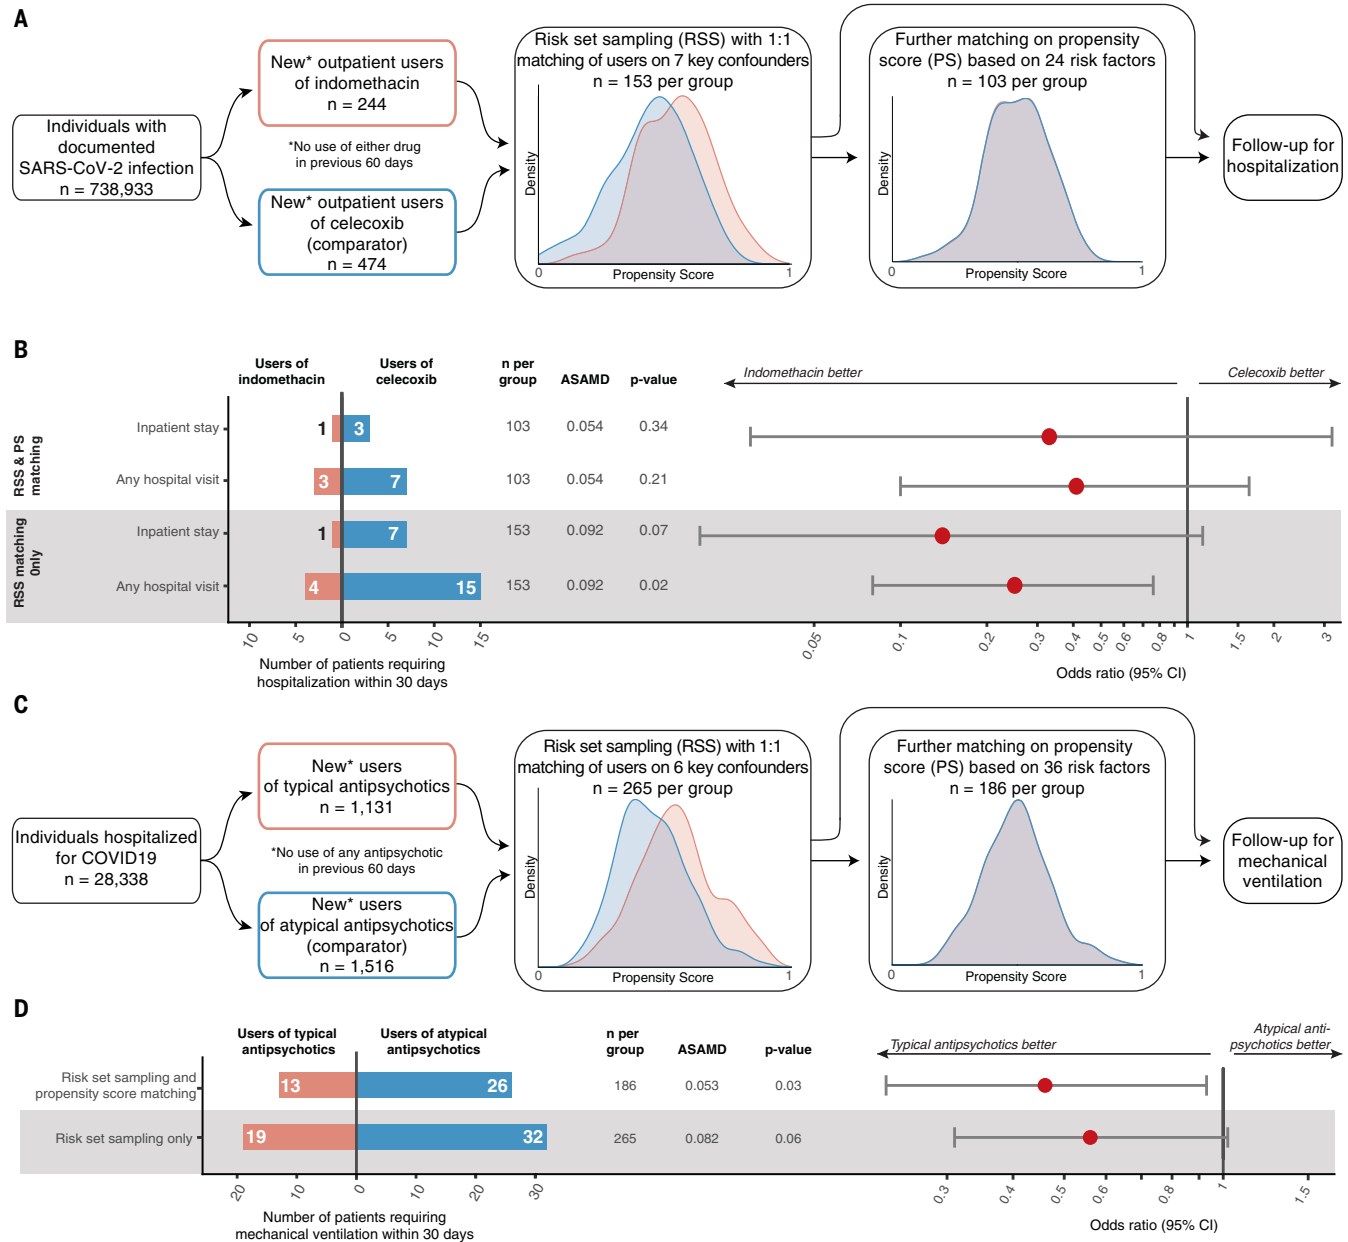 A
Individuals with
documented
SARS-CoV-2 infection
n = 738,933
New* outpatient users
of indomethacin
n = 244
*No use of either drug
in previous 60 days
New* outpatient users
of celecoxib
(comparator)
n = 474
Risk set sampling (RSS) with 1:1
matching of users on 7 key confounders
n = 153 per group
Density
0
Propensity Score
1
Further matching on propensity
score (PS) based on 24 risk factors
n = 103 per group
Density
0
Propensity Score
1
Follow-up for
hospitalization
B
Users of
indomethacin
Users of
celecoxib
n per
group
ASAMD
p-value
Indomethacin better
Celecoxib better
RSS & PS
matching
Inpatient stay
1
3
103
0.054
0.34
Any hospital visit
3
7
103
0.054
0.21
RSS matching
Only
Inpatient stay
1
7
153
0.092
0.07
Any hospital visit
4
15
153
0.092
0.02
10
5
0
5
10
15
Number of patients requiring
hospitalization within 30 days
0.05
0.1
0.2
0.3
0.4
0.5
0.6
0.8
1
1.5
2
3
Odds ratio (95% CI)
C
Individuals hospitalized
for COVID19
n = 28,338
New* users
of typical antipsychotics
n = 1,131
*No use of any antipsychotic
in previous 60 days
New* users
of atypical antipsychotics
(comparator)
n = 1,516
Risk set sampling (RSS) with 1:1
matching of users on 6 key confounders
n = 265 per group
Density
0
Propensity Score
1
Further matching on propensity
score (PS) based on 36 risk factors
n = 186 per group
Density
0
Propensity Score
1
Follow-up for
mechanical
ventilation
D
Users of typical
antipsychotics
Users of atypical
antipsychotics
n per
group
ASAMD
p-value
Typical antipsychotics better
Atypical anti-
psychotics better
Risk set sampling and
propensity score matching
13
26
186
0.053
0.03
Risk set sampling only
19
32
265
0.082
0.06
20
10
0
10
20
30
Number of patients requiring
mechanical ventilation within 30 days
0.3
0.4
0.5
0.6
0.8
1
1.5
Odds ratio (95% CI)